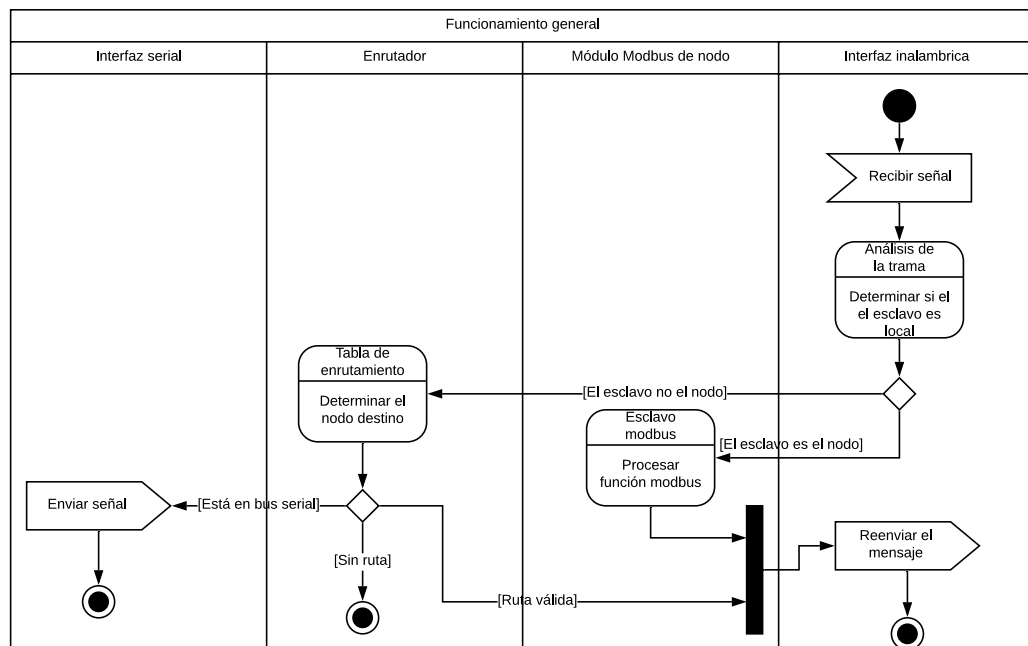 Funcionamiento general
Interfaz serial
Enrutador
Módulo Modbus de nodo
Interfaz inalambrica
Recibir señal
Análisis de
la trama
Determinar si el
el esclavo es
local
[El esclavo no el nodo]
[El esclavo es el nodo]
Tabla de
enrutamiento
Determinar el
nodo destino
Esclavo
modbus
Procesar
función modbus
Enviar señal
[Está en bus serial]
[Sin ruta]
[Ruta válida]
Reenviar el
mensaje